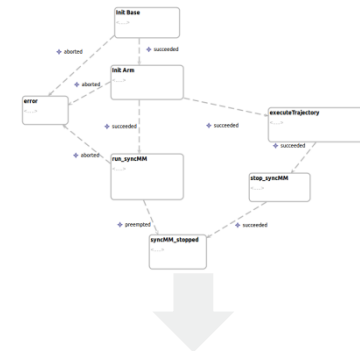 Init Base
<......>
aborted
succeeded
Init Arm
<......>
aborted
error
<......>
executeTrajectory
<......>
succeeded
succeeded
succeeded
run_syncMM
<......>
aborted
stop_syncMM
<......>
preempted
succeeded
syncMM_stopped
<......>